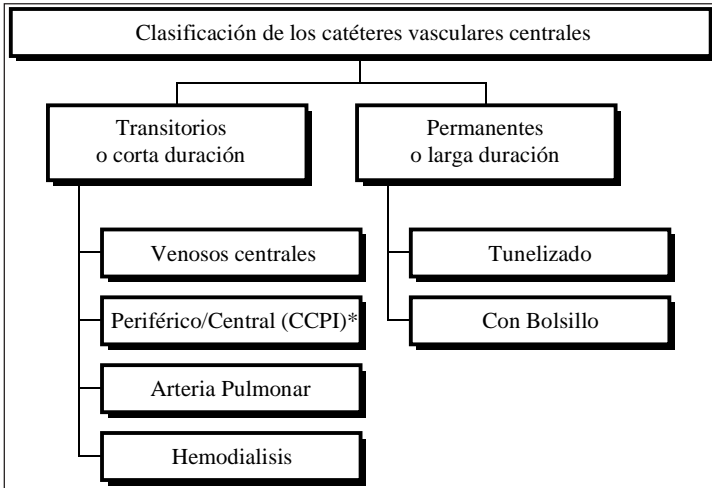 Clasificación de los catéteres vasculares centrales
Transitorios
o corta duración
Permanentes
o larga duración
Venosos centrales
Periférico/Central (CCPI)*
Arteria Pulmonar
Hemodialisis
Tunelizado
Con Bolsillo